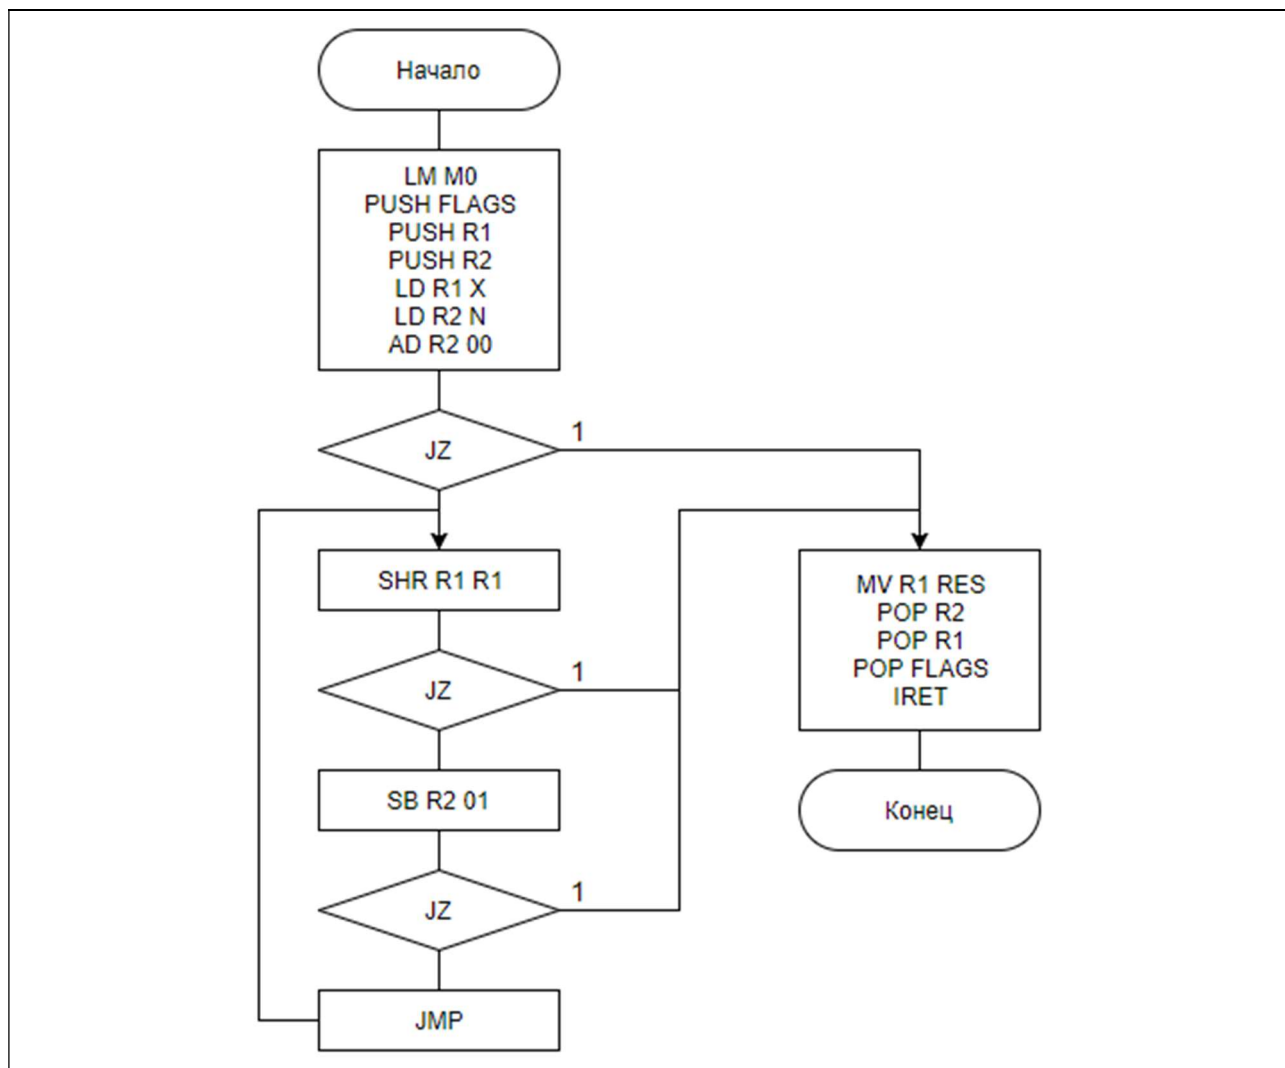 Начало
LM M0
PUSH FLAGS
PUSH R1
PUSH R2
LD R1 X
LD R2 N
AD R2 00
JZ
1
SHR R1 R1
JZ
1
SB R2 01
JZ
1
JMP
MV R1 RES
POP R2
POP R1
POP FLAGS
IRET
Конец